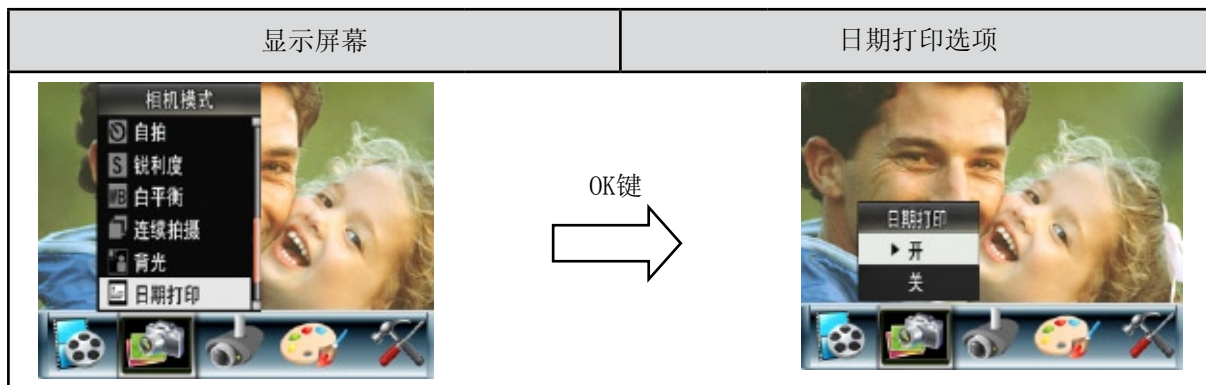 显示屏幕
日期打印选项
相机模式
自拍
S 锐利度
WB 白平衡
连续拍摄
背光
日期打印
OK键
日期打印
开
关